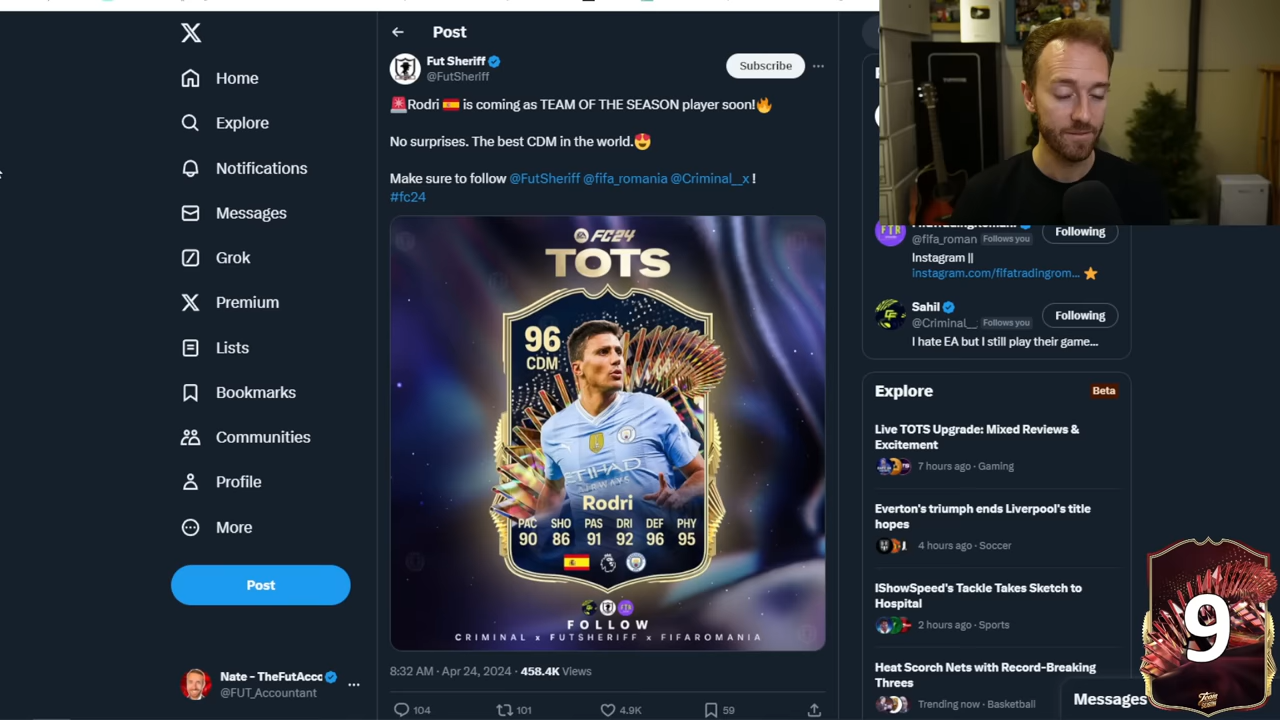 Home
Explore
Notifications
Messages
Grok
Premium
Lists
Bookmarks
Communities
Profile
More
Post
Nate - TheFutAccc
@FUT_Accountant
Post
Fut Sheriff
@FutSheriff
Subscribe
Rodri is coming as TEAM OF THE SEASON player soon!
No surprises. The best CDM in the world.
Make sure to follow @FutSheriff @fifa_romania @Criminal__x !
#fc24
FC24
TOTS
96
CDM
ETIHAD
AIRWAYS
Rodri
PAC SHO PAS DRI DEF PHY
90 86 91 92 96 95
FTR
FOLLOW
CRIMINAL x FUTSHERIFF x FIFAROMANIA
8:32 AM · Apr 24, 2024 · 458.4K Views
104 101 4.9K 59
FTR
@fifa_roman Follows you
Following
Instagram ||
instagram.com/fifatradingrom...
Sahil
@Criminal__ Follows you
Following
I hate EA but I still play their game...
Explore
Beta
Live TOTS Upgrade: Mixed Reviews &
Excitement
7 hours ago · Gaming
Everton's triumph ends Liverpool's title
hopes
4 hours ago · Soccer
IShowSpeed's Tackle Takes Sketch to
Hospital
2 hours ago · Sports
Heat Scorch Nets with Record-Breaking
Threes
Trending now · Basketball
Messages
9